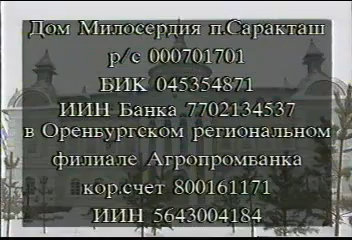 Дом Милосердия п.Саракташ
р/с 000701701
БИК 045354871
ИИН Банка 7702134537
в Оренбургском региональном
филиале Агропромбанка
кор.счет 800161171
ИИН 5643004184